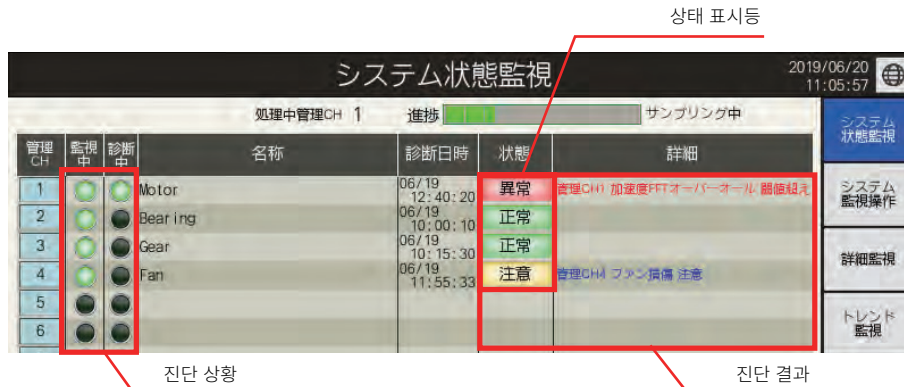 상태 표시등
システム状態監視
2019/06/20
11:05:57
処理中管理CH 1 進捗 サンプリング中
管理CH 監視中 診断中 名称 診断日時 状態 詳細
1 Motor 06/19 12:40:20 異常 管理CH1 加速度FFTオーバーオール 閾値超え
2 Bearing 06/19 10:00:10 正常
3 Gear 06/19 10:15:30 正常
4 Fan 06/19 11:55:33 注意 管理CH4 ファン損傷 注意
5
6
システム
状態監視
システム
監視操作
詳細監視
トレンド
監視
진단 상황
진단 결과